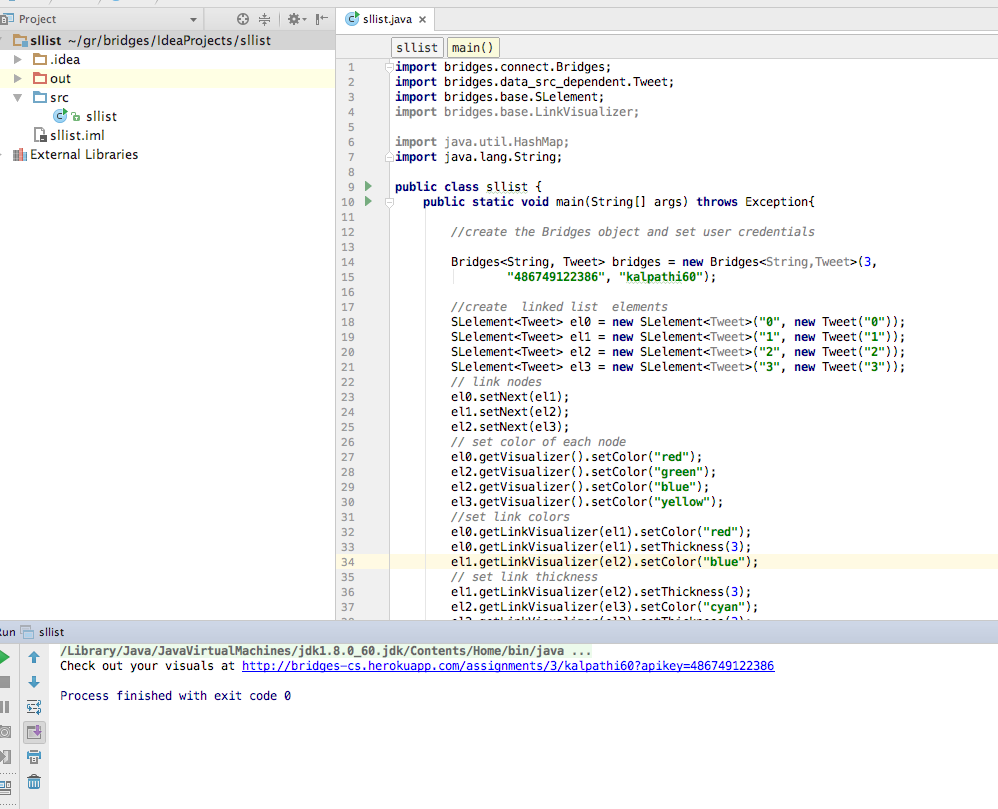 Project
sllist ~/gr/bridges/IdeaProjects/sllist
.idea
out
src
sllist
sllist.iml
External Libraries
sllist.java
sllist
main()
1 import bridges.connect.Bridges;
2 import bridges.data_src_dependent.Tweet;
3 import bridges.base.SLelement;
4 import bridges.base.LinkVisualizer;
5
6 import java.util.HashMap;
7 import java.lang.String;
8
9 public class sllist {
10 public static void main(String[] args) throws Exception{
11
12 //create the Bridges object and set user credentials
13
14 Bridges<String, Tweet> bridges = new Bridges<String,Tweet>(3,
15 "486749122386", "kalpathi60");
16
17 //create  linked list  elements
18 SLelement<Tweet> el0 = new SLelement<Tweet>("0", new Tweet("0"));
19 SLelement<Tweet> el1 = new SLelement<Tweet>("1", new Tweet("1"));
20 SLelement<Tweet> el2 = new SLelement<Tweet>("2", new Tweet("2"));
21 SLelement<Tweet> el3 = new SLelement<Tweet>("3", new Tweet("3"));
22 // link nodes
23 el0.setNext(el1);
24 el1.setNext(el2);
25 el2.setNext(el3);
26 // set color of each node
27 el0.getVisualizer().setColor("red");
28 el2.getVisualizer().setColor("green");
29 el2.getVisualizer().setColor("blue");
30 el3.getVisualizer().setColor("yellow");
31 //set link colors
32 el0.getLinkVisualizer(el1).setColor("red");
33 el0.getLinkVisualizer(el1).setThickness(3);
34 el1.getLinkVisualizer(el2).setColor("blue");
35 // set link thickness
36 el1.getLinkVisualizer(el2).setThickness(3);
37 el2.getLinkVisualizer(el3).setColor("cyan");
sllist
/Library/Java/JavaVirtualMachines/jdk1.8.0_60.jdk/Contents/Home/bin/java ...
Check out your visuals at http://bridges-cs.herokuapp.com/assignments/3/kalpathi60?apikey=486749122386
Process finished with exit code 0